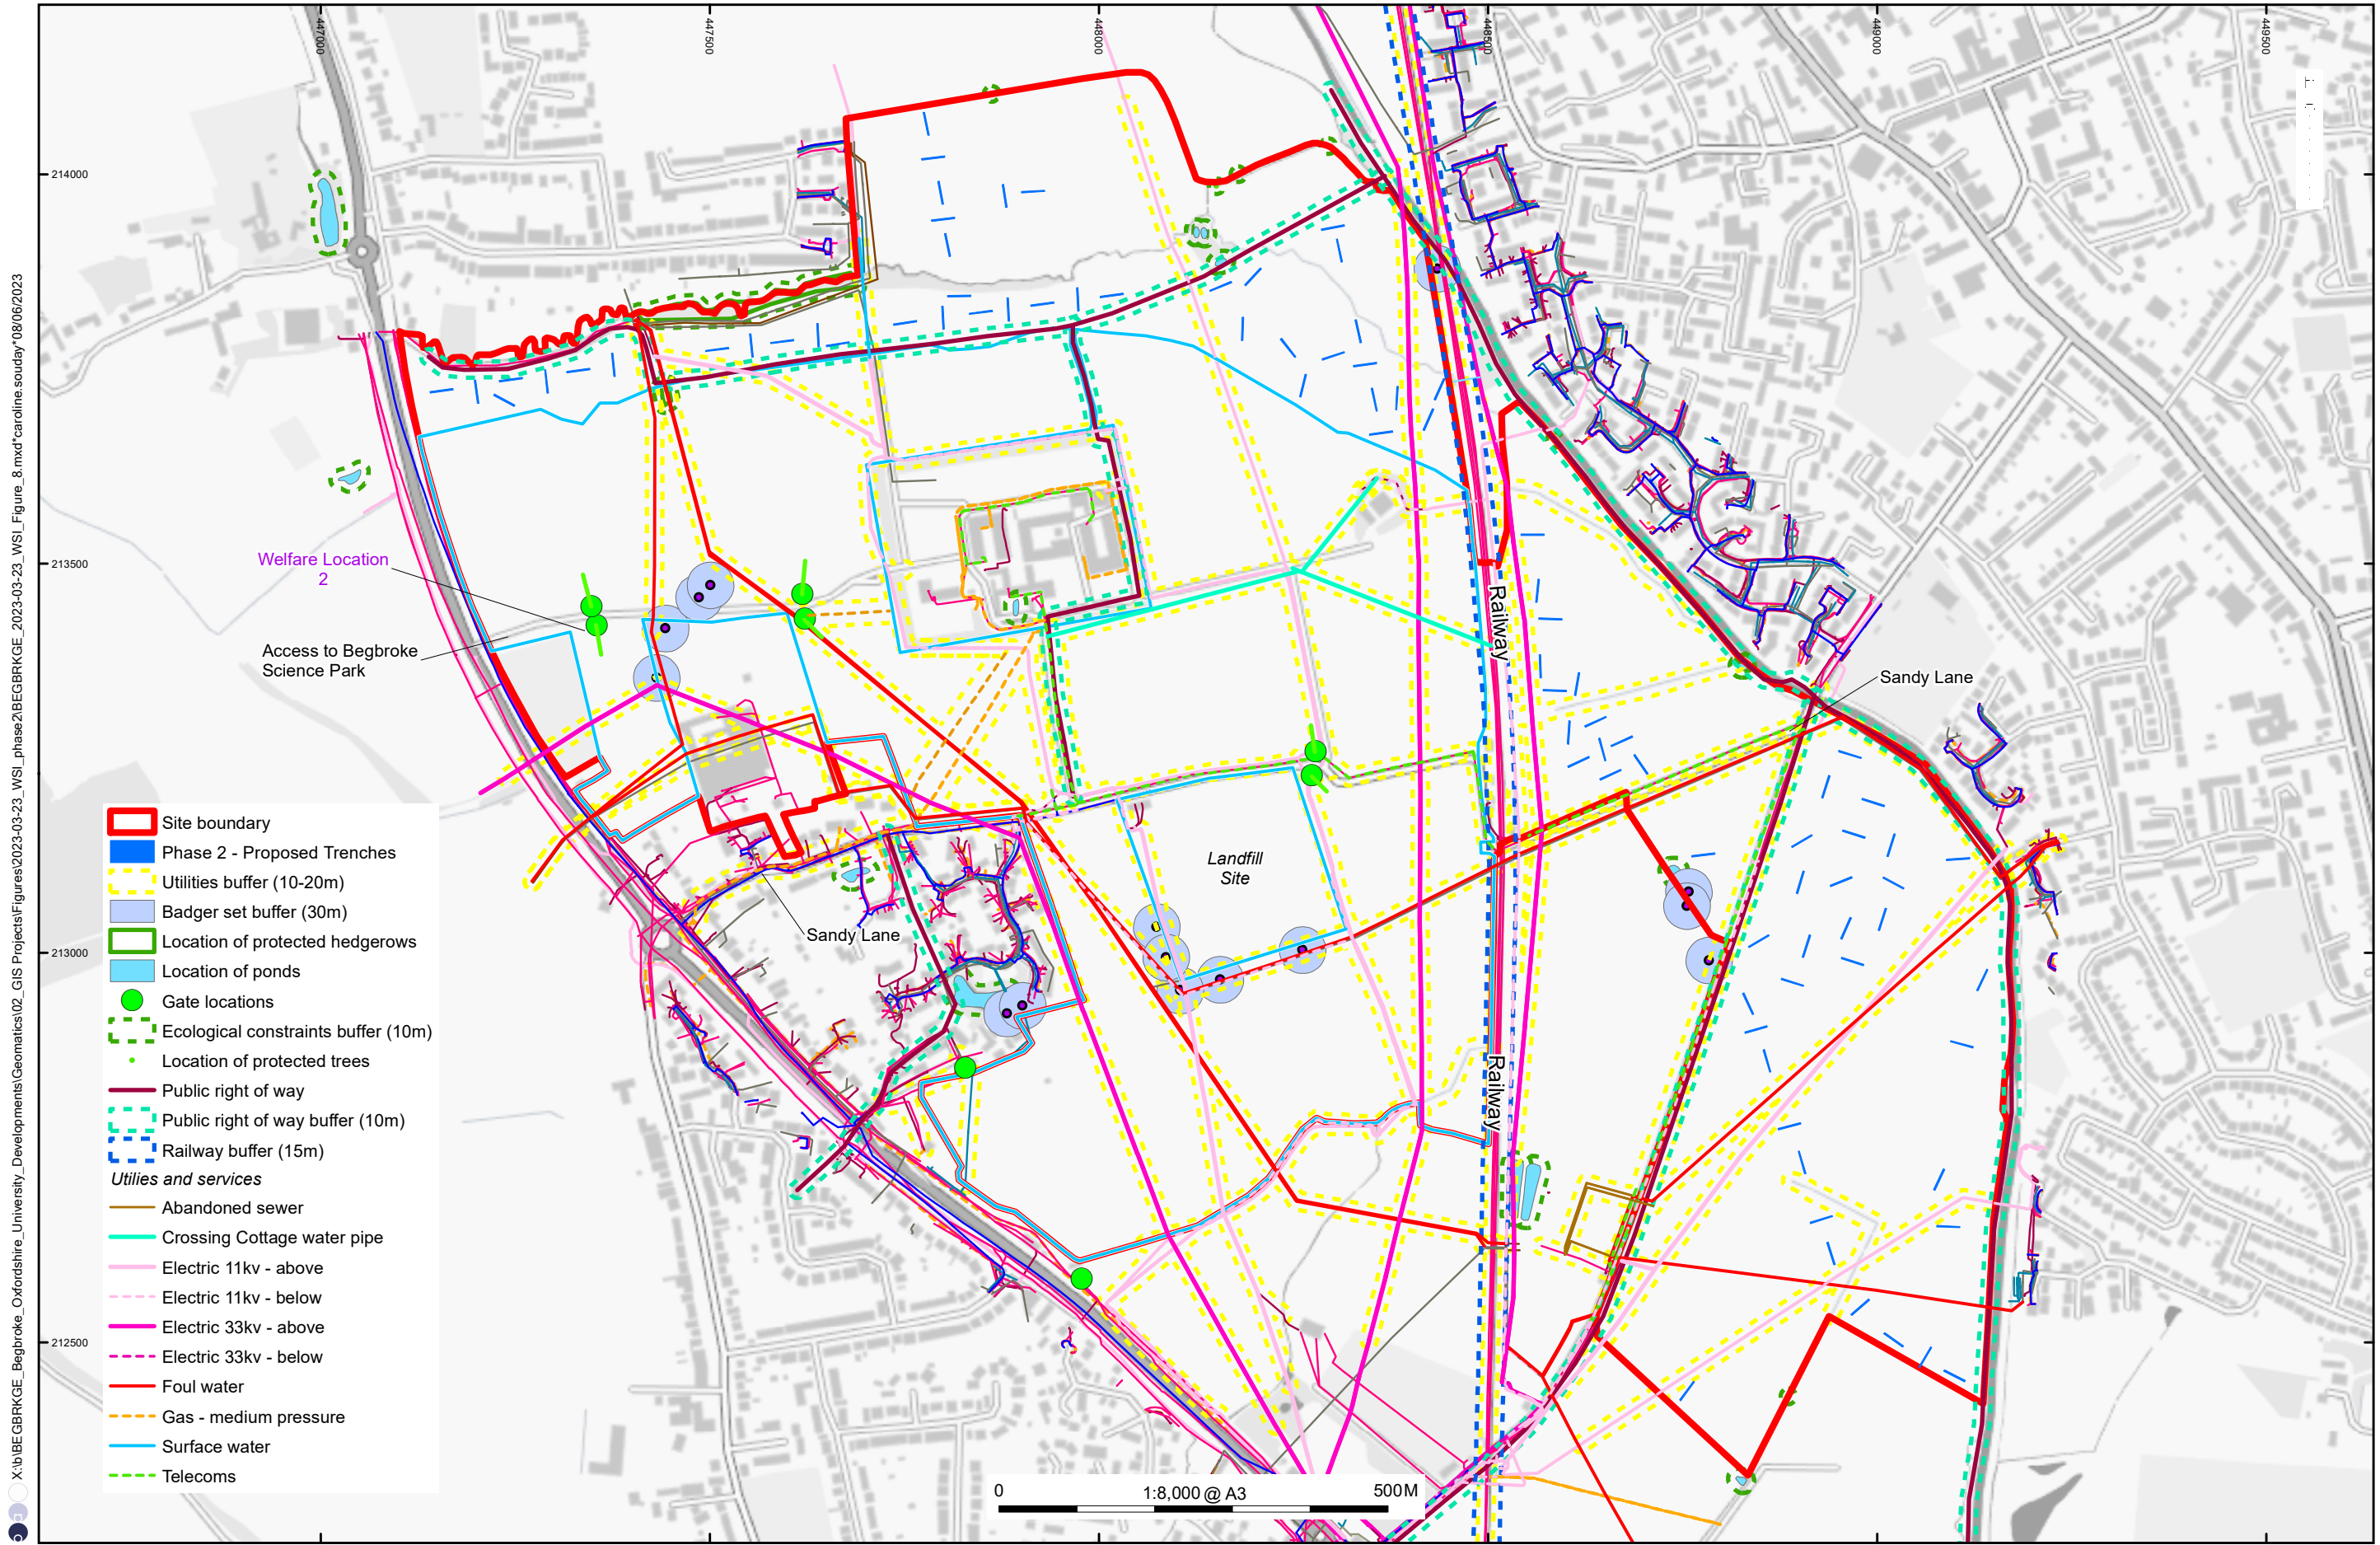 447000
447500
448000
448500
449000
449500
214000
213500
213000
212500
Welfare Location
2
Access to Begbroke
Science Park
Railway
Sandy Lane
Landfill
Site
Sandy Lane
Railway
Site boundary
Phase 2 - Proposed Trenches
Utilities buffer (10-20m)
Badger set buffer (30m)
Location of protected hedgerows
Location of ponds
Gate locations
Ecological constraints buffer (10m)
Location of protected trees
Public right of way
Public right of way buffer (10m)
Railway buffer (15m)
Utilies and services
Abandoned sewer
Crossing Cottage water pipe
Electric 11kv - above
Electric 11kv - below
Electric 33kv - above
Electric 33kv - below
Foul water
Gas - medium pressure
Surface water
Telecoms
0 1:8,000 @ A3 500M
X:\b\BEGBRKGE_Begbroke_Oxfordshire_University_Developments\Geomatics\02_GIS Projects\Figures\2023-03-23_WSI_phase2\BEGBRKGE_2023-03-23_WSI_Figure_8.mxd*caroline.souday*08/06/2023